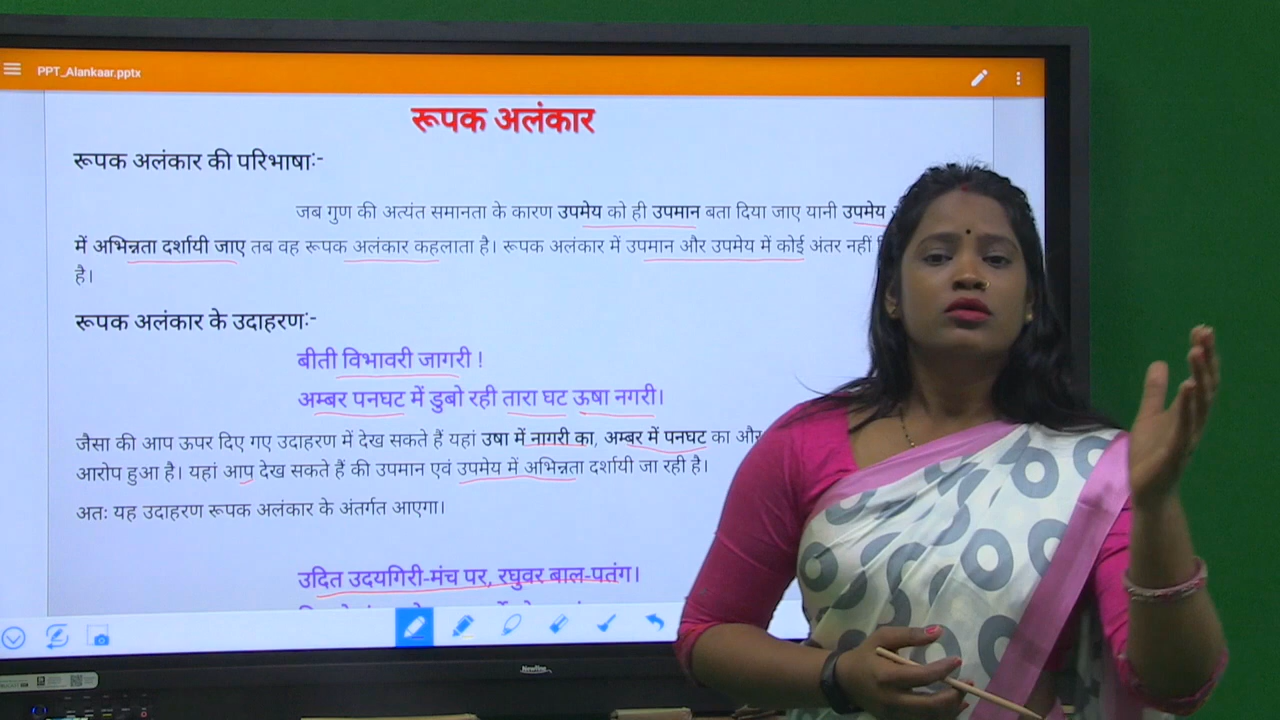 PPT_Alankaar.pptx
रूपक अलंकार
रूपक अलंकार की परिभाषा:-
जब गुण की अत्यंत समानता के कारण उपमेय को ही उपमान बता दिया जाए यानी उपमेय
में अभिन्नता दर्शायी जाए तब वह रूपक अलंकार कहलाता है। रूपक अलंकार में उपमान और उपमेय में कोई अंतर नहीं
है।
रूपक अलंकार के उदाहरण:-
बीती विभावरी जागरी !
अम्बर पनघट में डुबो रही तारा घट ऊषा नगरी।
जैसा की आप ऊपर दिए गए उदाहरण में देख सकते हैं यहां उषा में नागरी का, अम्बर में पनघट का और
आरोप हुआ है। यहां आप देख सकते हैं की उपमान एवं उपमेय में अभिन्नता दर्शायी जा रही है।
अतः यह उदाहरण रूपक अलंकार के अंतर्गत आएगा।
उदित उदयगिरी-मंच पर, रघुवर बाल-पतंग।
Newline